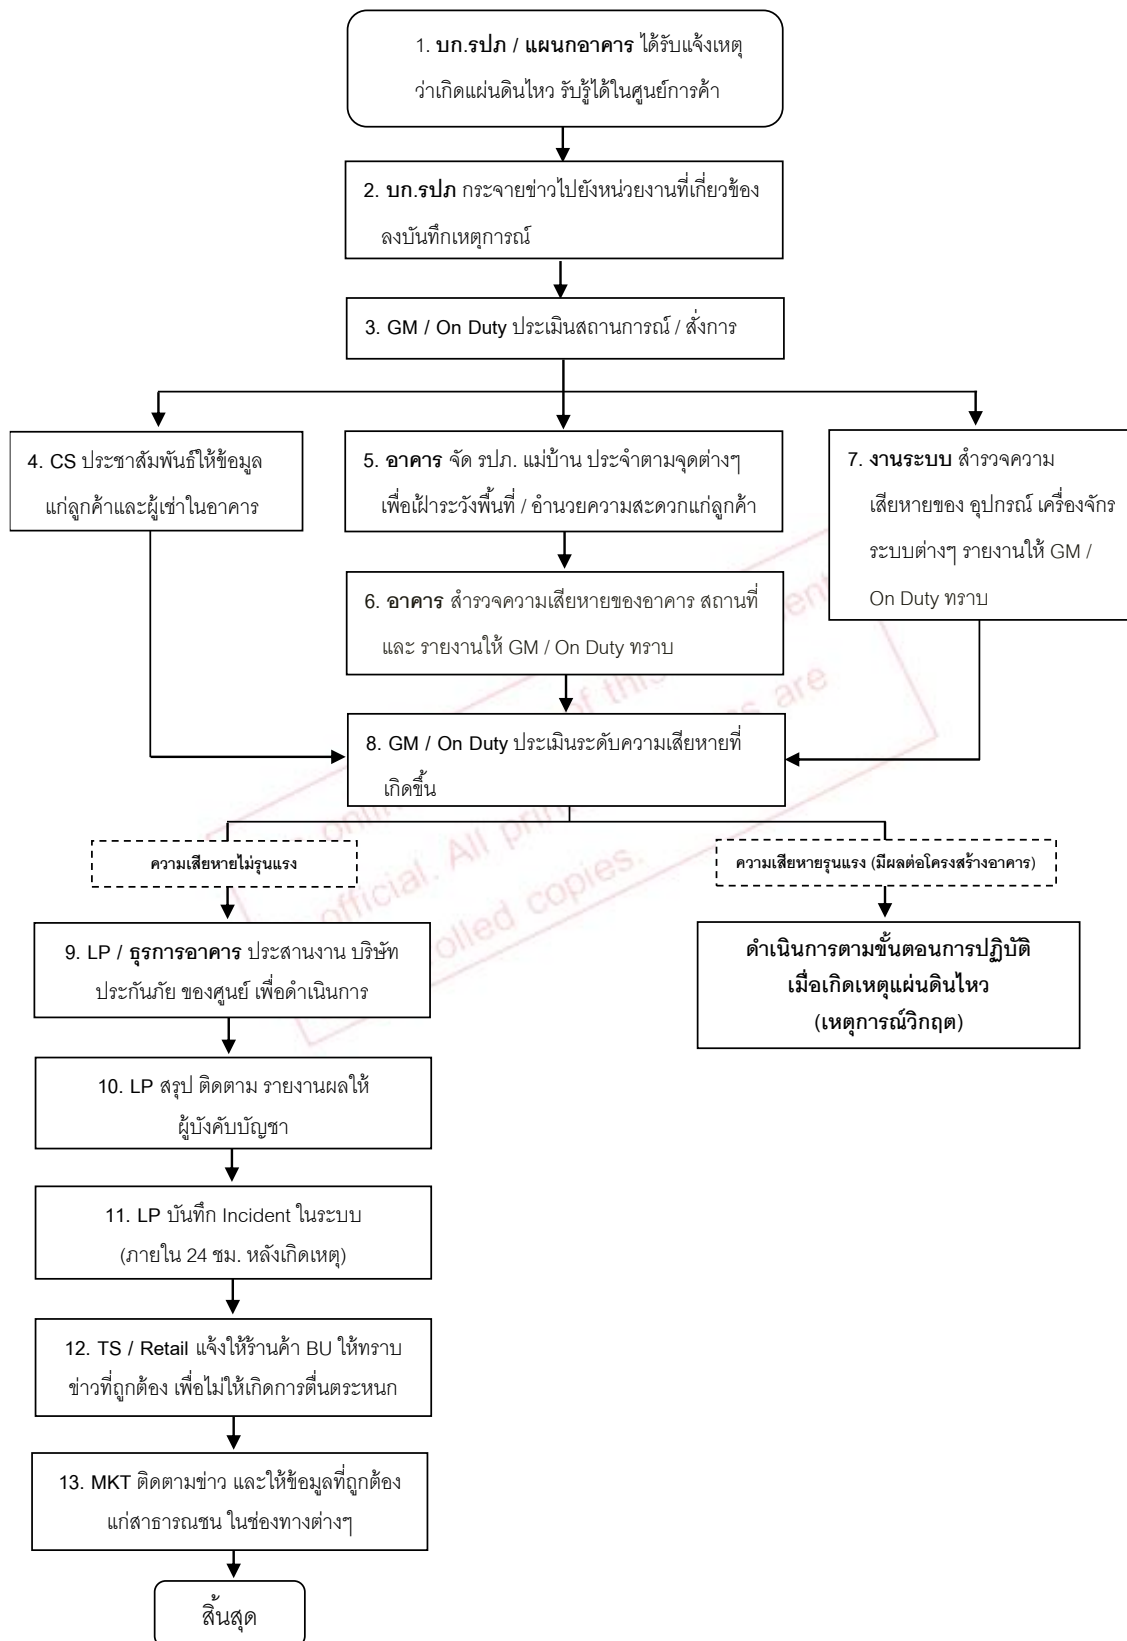 1. บก.รปภ / แผนกอาคาร ได้รับแจ้งเหตุ
ว่าเกิดแผ่นดินไหว รับรู้ได้ในศูนย์การค้า
2. บก.รปภ กระจายข่าวไปยังหน่วยงานที่เกี่ยวข้อง
ลงบันทึกเหตุการณ์
3. GM / On Duty ประเมินสถานการณ์ / สั่งการ
4. CS ประชาสัมพันธ์ให้ข้อมูล
แก่ลูกค้าและผู้เช่าในอาคาร
5. อาคาร จัด รปภ. แม่บ้าน ประจำตามจุดต่างๆ
เพื่อเฝ้าระวังพื้นที่ / อำนวยความสะดวกแก่ลูกค้า
6. อาคาร สำรวจความเสียหายของอาคาร สถานที่
และ รายงานให้ GM / On Duty ทราบ
7. งานระบบ สำรวจความ
เสียหายของ อุปกรณ์ เครื่องจักร
ระบบต่างๆ รายงานให้ GM /
On Duty ทราบ
8. GM / On Duty ประเมินระดับความเสียหายที่
เกิดขึ้น
ความเสียหายไม่รุนแรง
ความเสียหายรุนแรง (มีผลต่อโครงสร้างอาคาร)
9. LP / ธุรการอาคาร ประสานงาน บริษัท
ประกันภัย ของศูนย์ เพื่อดำเนินการ
ดำเนินการตามขั้นตอนการปฏิบัติ
เมื่อเกิดเหตุแผ่นดินไหว
(เหตุการณ์วิกฤต)
10. LP สรุป ติดตาม รายงานผลให้
ผู้บังคับบัญชา
11. LP บันทึก Incident ในระบบ
(ภายใน 24 ชม. หลังเกิดเหตุ)
12. TS / Retail แจ้งให้ร้านค้า BU ให้ทราบ
ข่าวที่ถูกต้อง เพื่อไม่ให้เกิดการตื่นตระหนก
13. MKT ติดตามข่าว และให้ข้อมูลที่ถูกต้อง
แก่สาธารณชน ในช่องทางต่างๆ
สิ้นสุด
of this
are
official. All
copies.